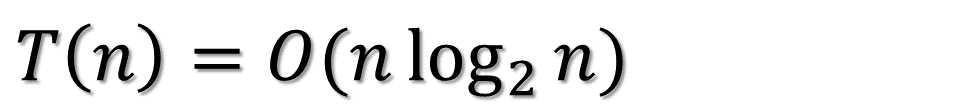 T(n) = O(n log₂ n)